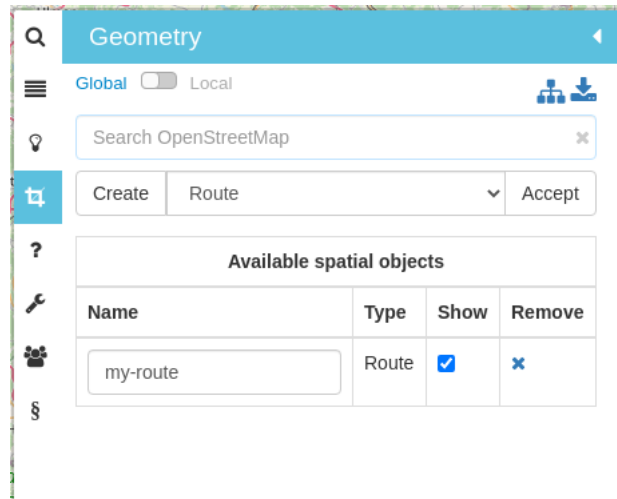 Geometry
Global Local
Search OpenStreetMap
Create Route Accept
Available spatial objects
Name Type Show Remove
my-route Route
?
§